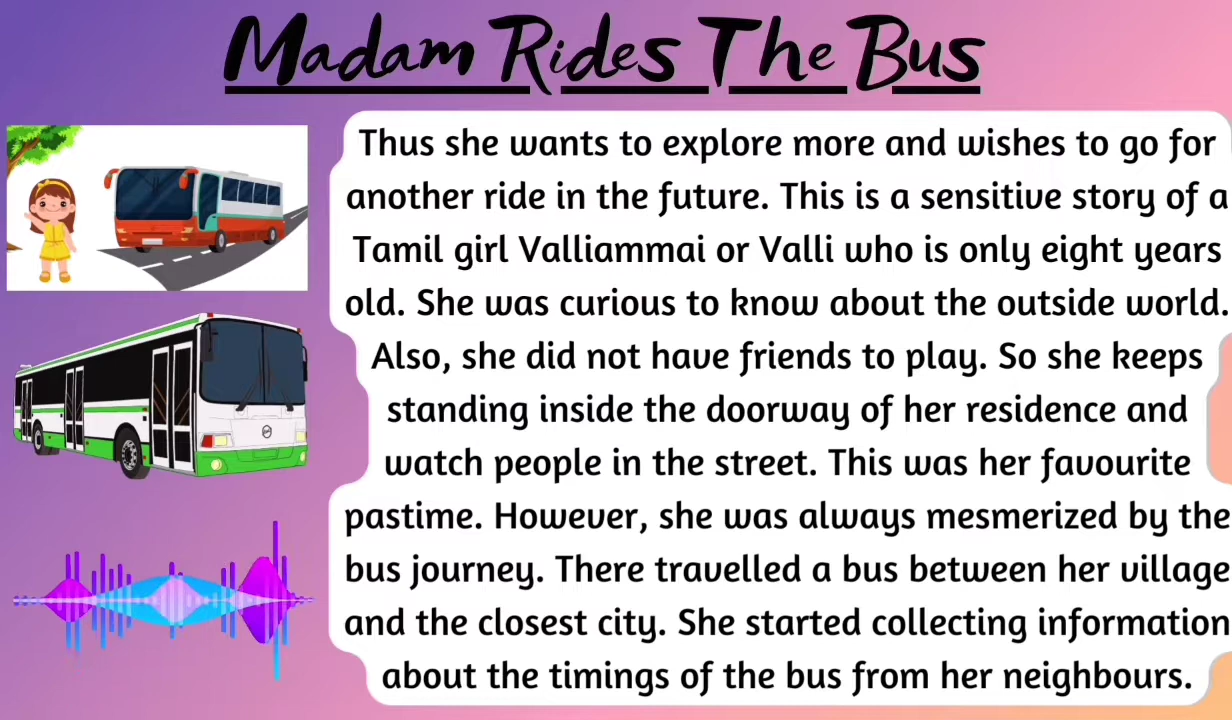 Madam Rides The Bus
Thus she wants to explore more and wishes to go for
another ride in the future. This is a sensitive story of a
Tamil girl Valliammai or Valli who is only eight years
old. She was curious to know about the outside world.
Also, she did not have friends to play. So she keeps
standing inside the doorway of her residence and
watch people in the street. This was her favourite
pastime. However, she was always mesmerized by the
bus journey. There travelled a bus between her village
and the closest city. She started collecting information
about the timings of the bus from her neighbours.